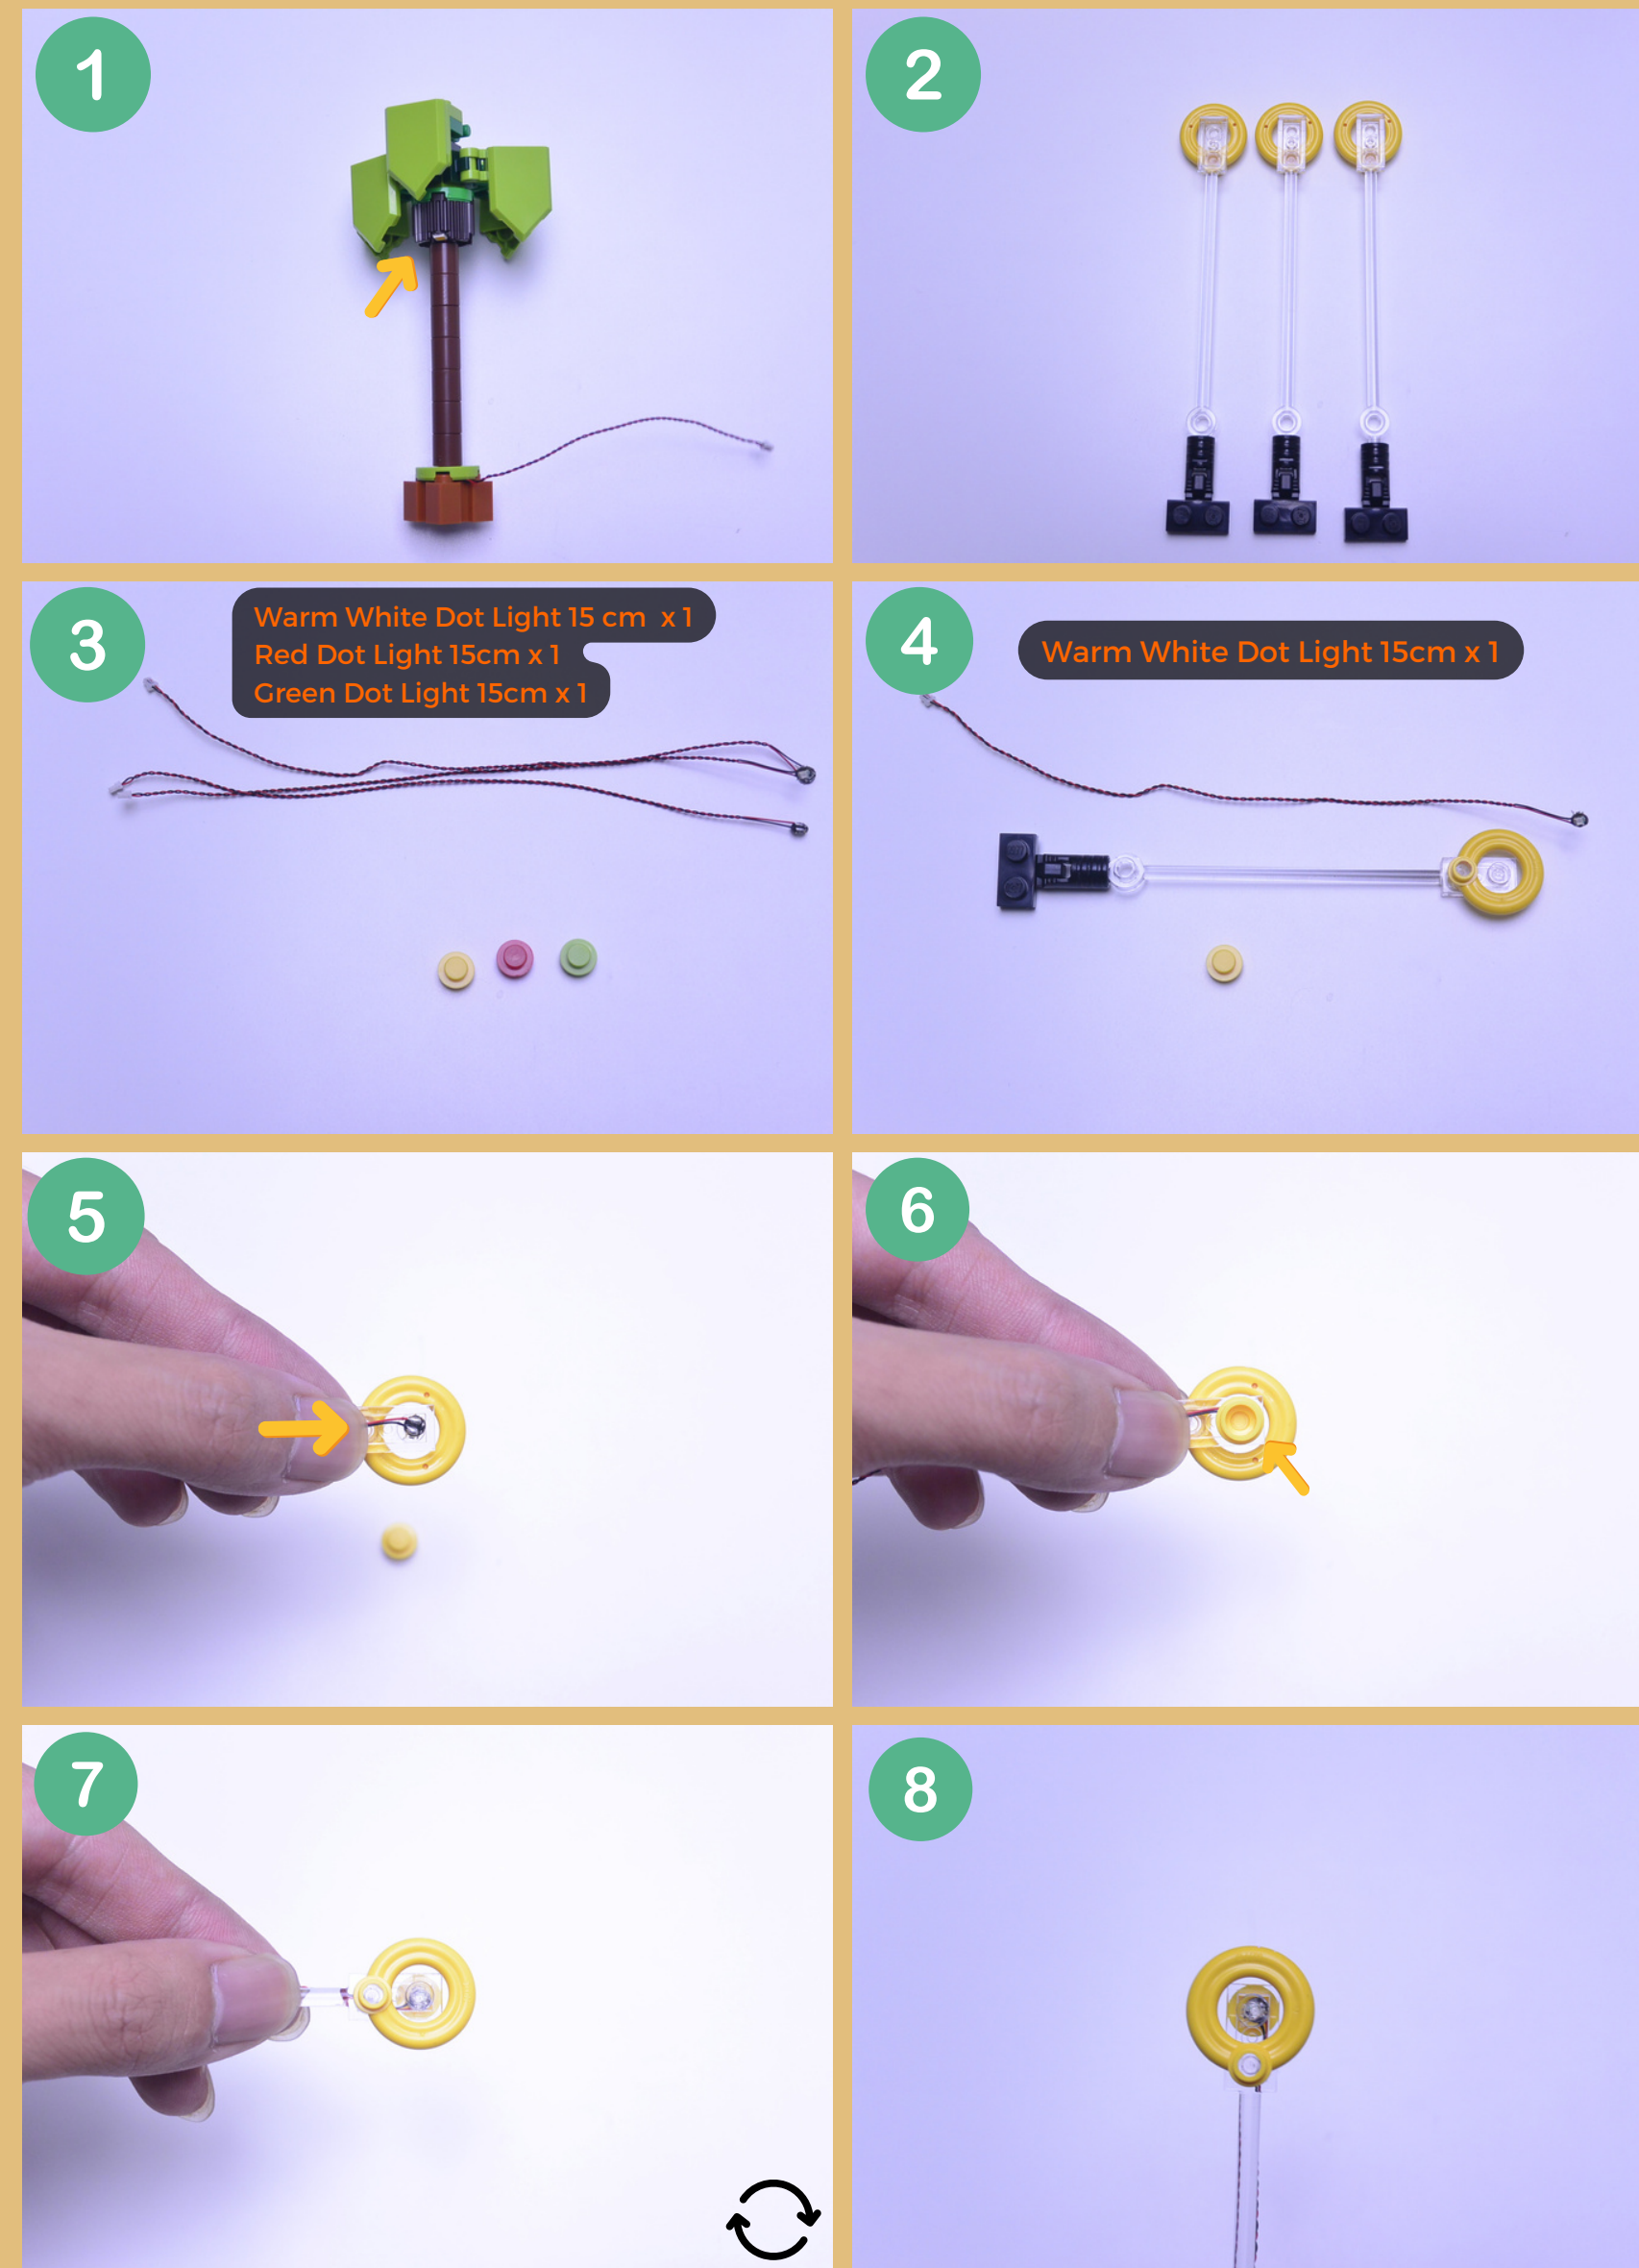 1
2
3
Warm White Dot Light 15 cm x 1
Red Dot Light 15cm x 1
Green Dot Light 15cm x 1
4
Warm White Dot Light 15cm x 1
5
6
7
8